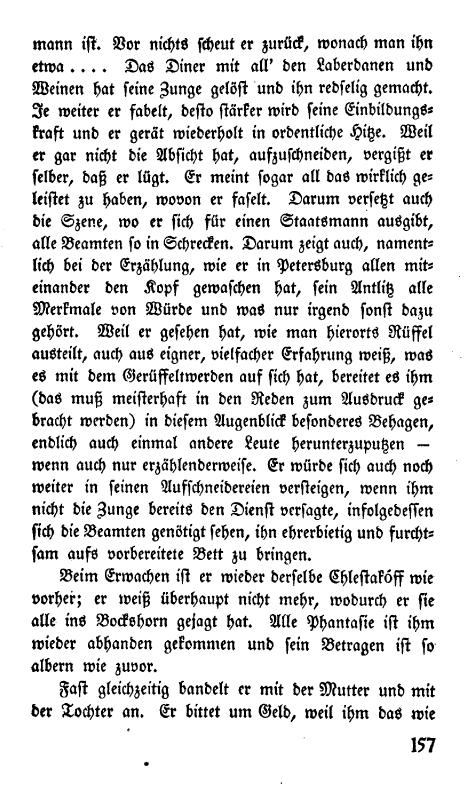 mann ist. Vor nichts scheut er zurück, wonach man ihn
etwa .... Das Diner mit all' den Laberdanen und
Weinen hat seine Zunge gelöst und ihn redselig gemacht.
Je weiter er fabelt, desto stärker wird seine Einbildungs-
kraft und er gerät wiederholt in ordentliche Hitze. Weil
er gar nicht die Absicht hat, aufzuschneiden, vergißt er
selber, daß er lügt. Er meint sogar all das wirklich ge-
leistet zu haben, wovon er faselt. Darum versetzt auch
die Szene, wo er sich für einen Staatsmann ausgibt,
alle Beamten so in Schrecken. Darum zeigt auch, nament-
lich bei der Erzählung, wie er in Petersburg allen mit-
einander den Kopf gewaschen hat, sein Antlitz alle
Merkmale von Würde und was nur irgend sonst dazu
gehört. Weil er gesehen hat, wie man hierorts Rüffel
austeilt, auch aus eigner, vielfacher Erfahrung weiß, was
es mit dem Gerüffeltwerden auf sich hat, bereitet es ihm
(das muß meisterhaft in den Reden zum Ausdruck ge-
bracht werden) in diesem Augenblick besonderes Behagen,
endlich auch einmal andere Leute herunterzuputzen —
wenn auch nur erzählenderweise. Er würde sich auch noch
weiter in seinen Aufschneidereien versteigen, wenn ihm
nicht die Zunge bereits den Dienst versagte, infolgedessen
sich die Beamten genötigt sehen, ihn ehrerbietig und furcht-
sam aufs vorbereitete Bett zu bringen.
Beim Erwachen ist er wieder derselbe Chlestakóff wie
vorher; er weiß überhaupt nicht mehr, wodurch er sie
alle ins Bockshorn gejagt hat. Alle Phantasie ist ihm
wieder abhanden gekommen und sein Betragen ist so
albern wie zuvor.
Fast gleichzeitig bandelt er mit der Mutter und mit
der Tochter an. Er bittet um Geld, weil ihm das wie
157